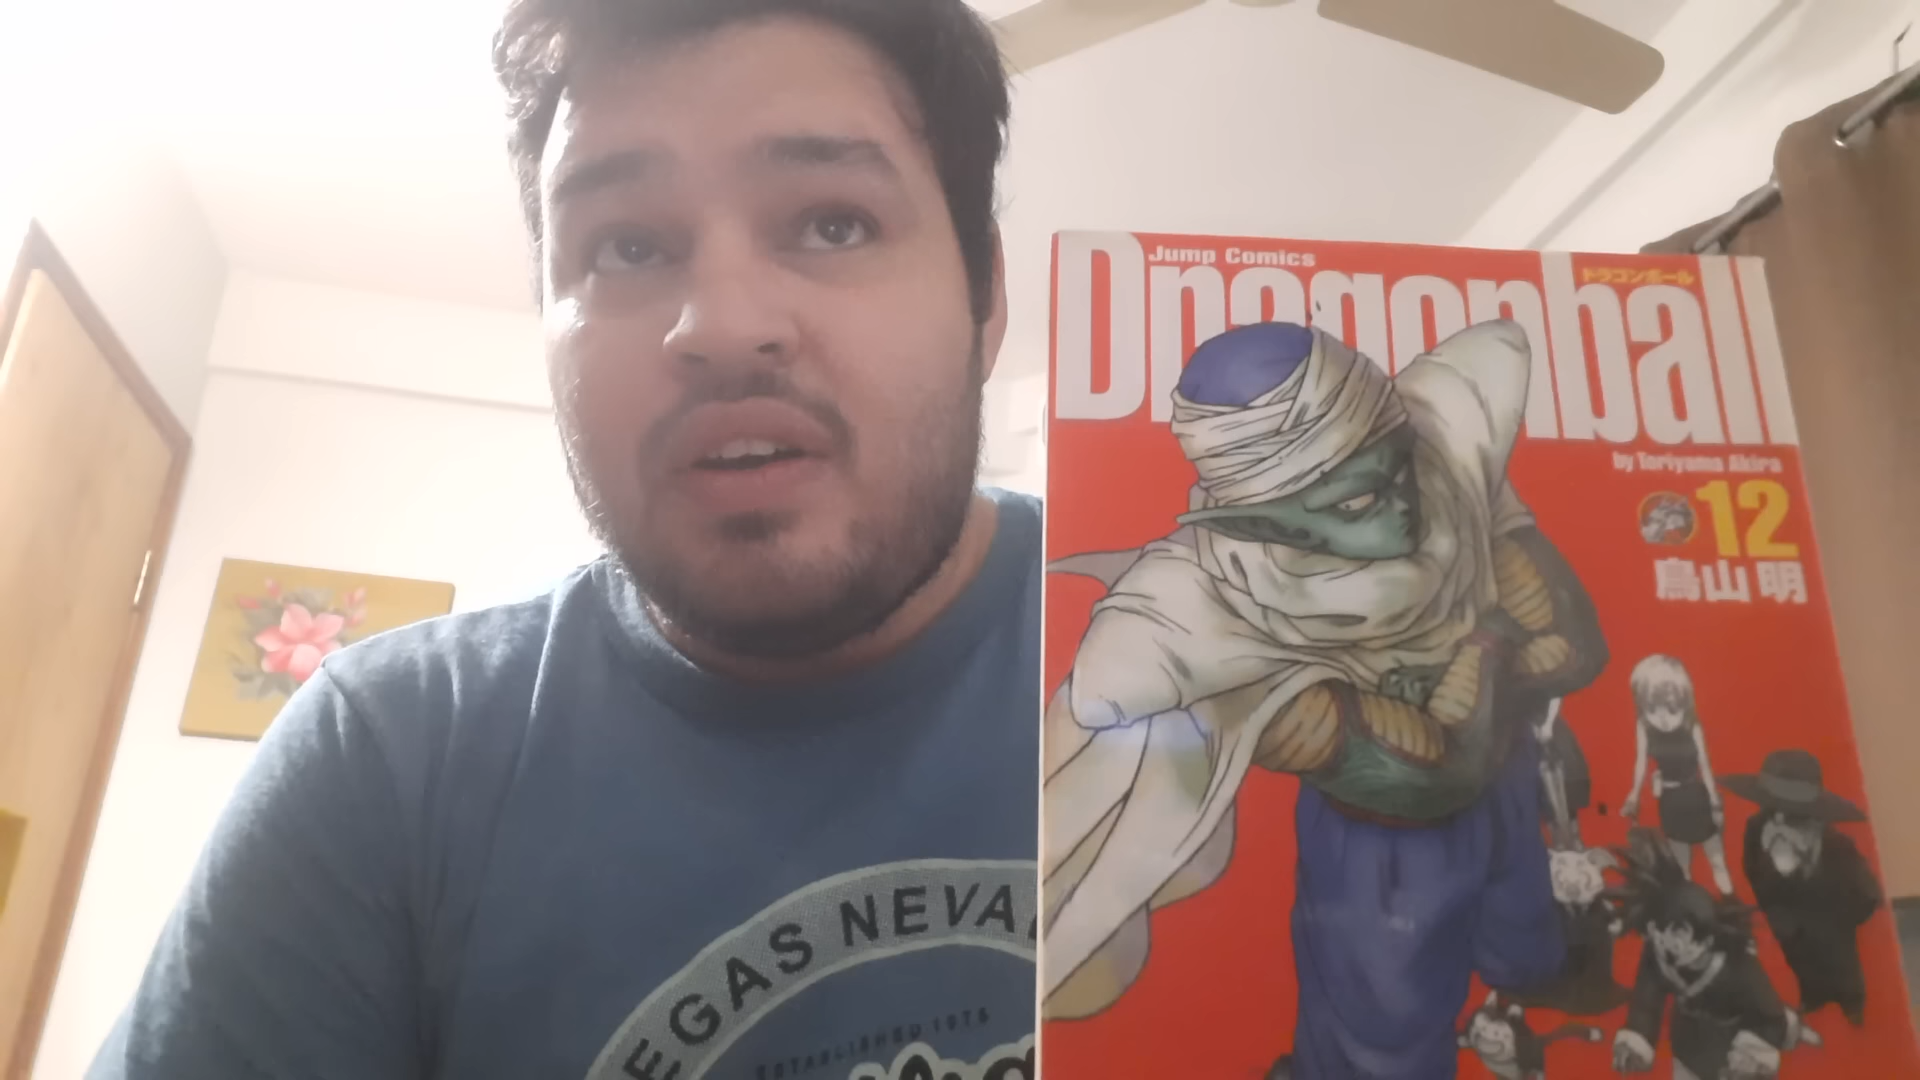 Jump Comics
Dragonball
ドラゴンボール
by Toriyama Akira
12
鳥山明
EGAS NEVA
ESTABLISHED 1976